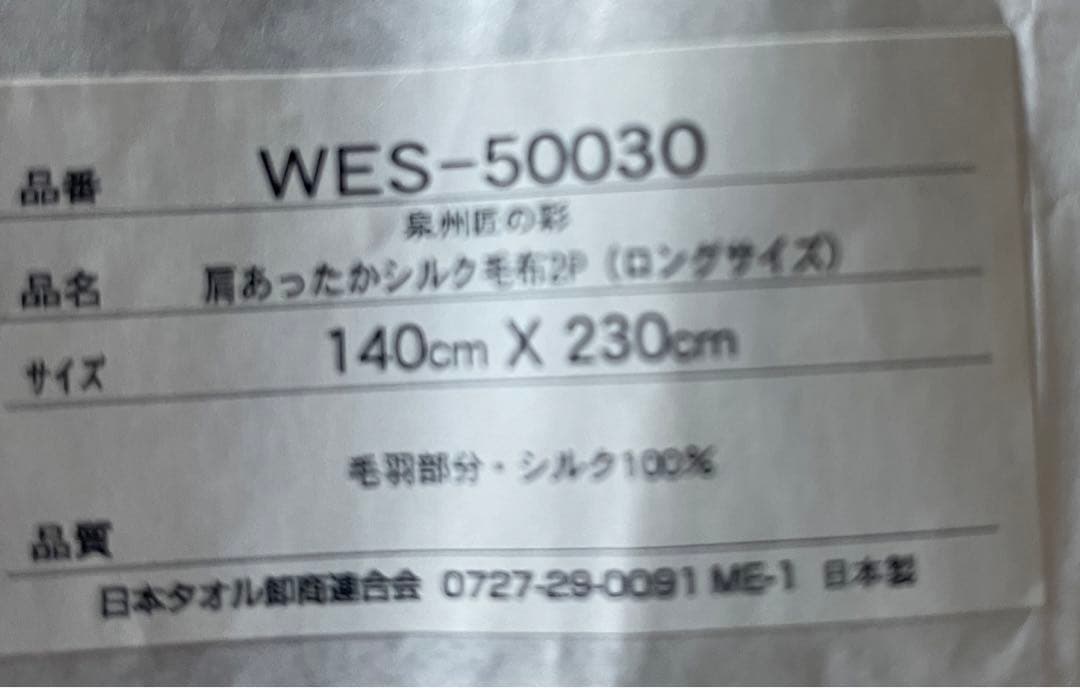 品番 WES-50030
泉州匠の彩
品名 肩あったかシルク毛布2P（ロングサイズ）
サイズ 140cm X 230cm
毛羽部分・シルク100%
品質
日本タオル卸商連合会 0727-29-0091 ME-1 日本製